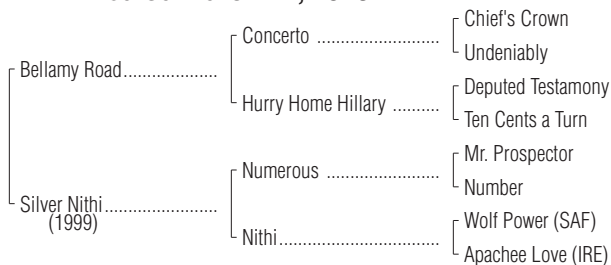 Chief's Crown
Concerto ..................
Undeniably
Bellamy Road...............
Deputed Testamony
Hurry Home Hillary ..........
Ten Cents a Turn
Mr. Prospector
Numerous ..................
Number
Silver Nithi..................
(1999)
Wolf Power (SAF)
Nithi..........................
Apachee Love (IRE)